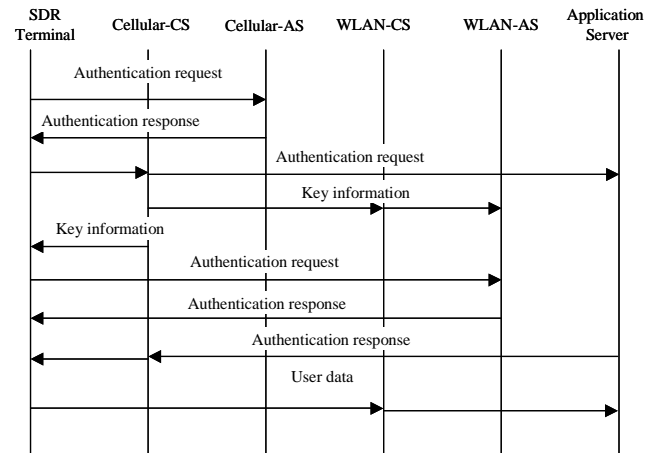 SDR
Terminal
Cellular-CS
Cellular-AS
WLAN-CS
WLAN-AS
Application
Server
Authentication request
Authentication response
Authentication request
Key information
Key information
Authentication request
Authentication response
Authentication response
User data